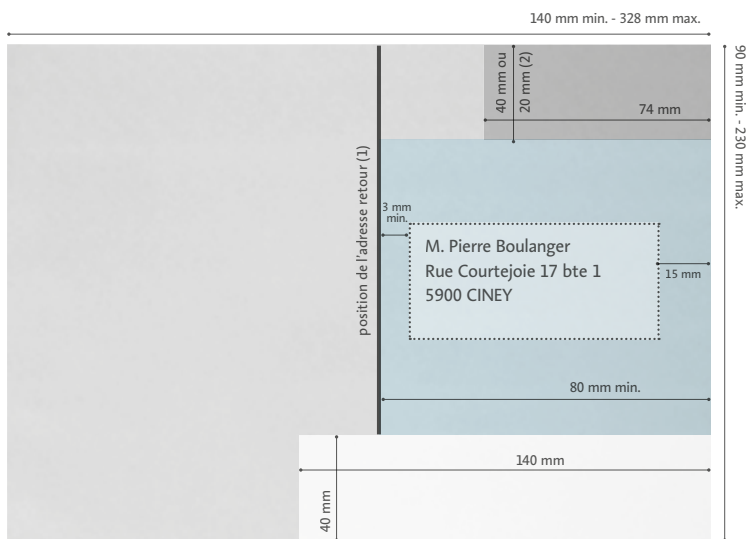 140 mm min. - 328 mm max.
90 mm min. - 230 mm max.
40 mm ou
20 mm (2)
74 mm
position de l'adresse retour (1)
3 mm
min.
M. Pierre Boulanger
Rue Courtejoie 17 bte 1
5900 CINEY
15 mm
80 mm min.
140 mm
40 mm